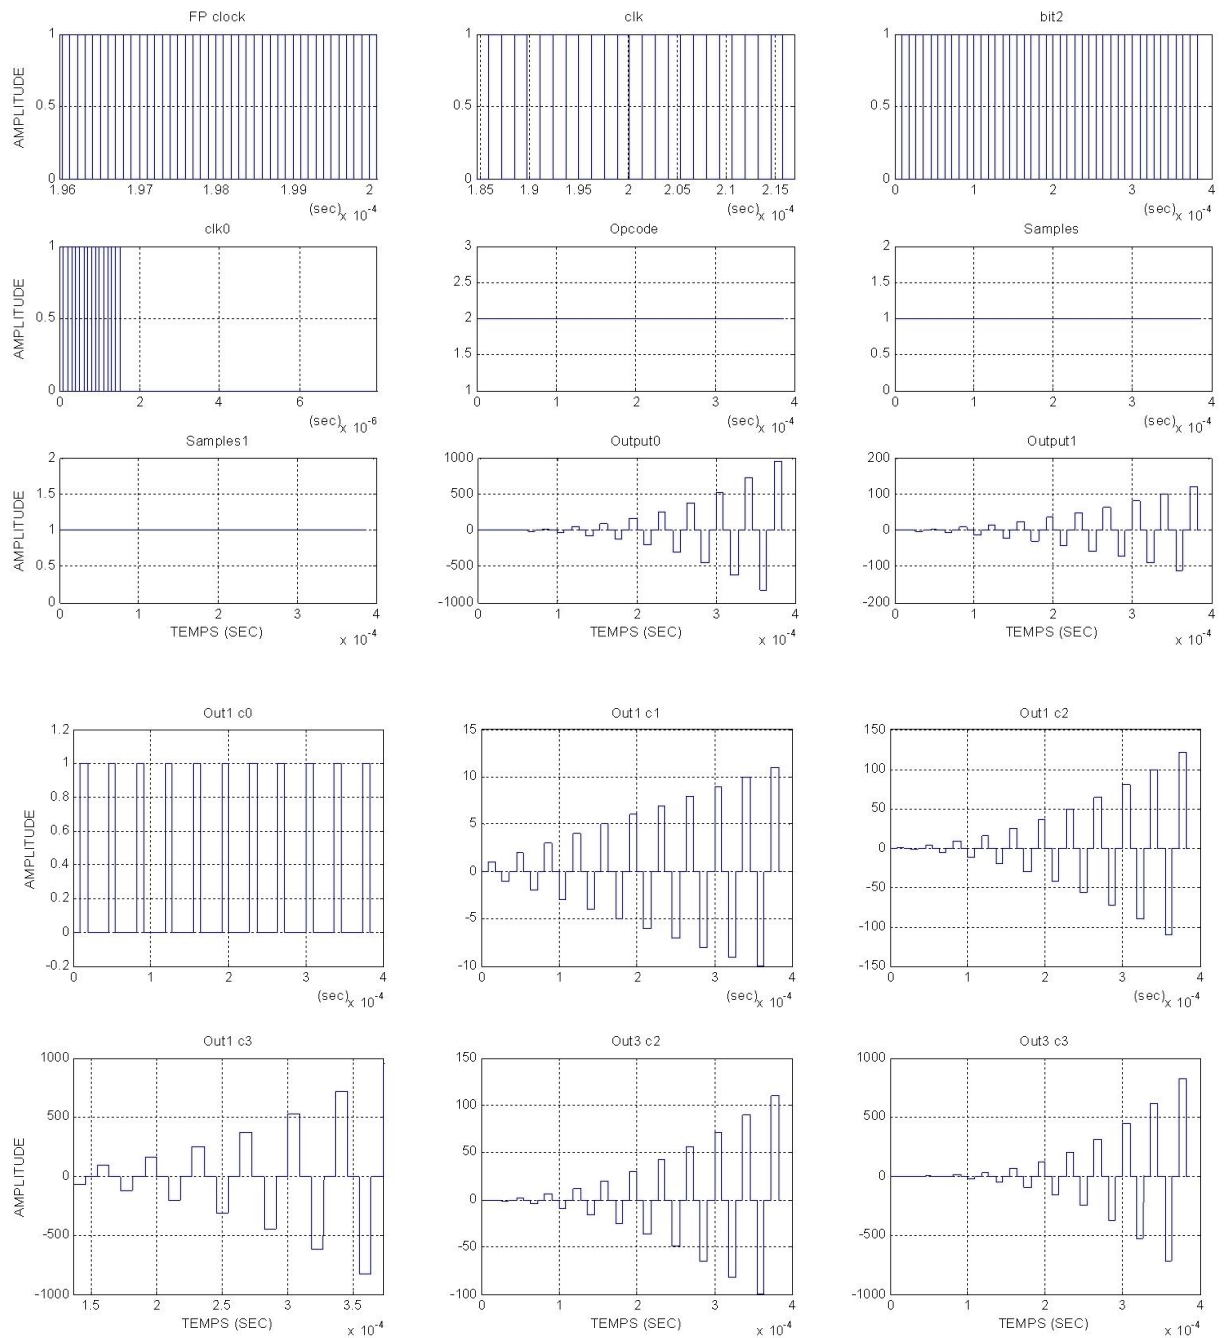 FP clock
clk
bit2
1
0.5
0
AMPLITUDE
1.96 1.97 1.98 1.99 2
(sec) x 10-4
1
0.5
0
1.85 1.9 1.95 2 2.05 2.1 2.15
(sec) x 10-4
1
0.5
0
0 1 2 3 4
(sec) x 10-4
clk0
Opcode
Samples
1
0.5
0
AMPLITUDE
0 2 4 6
(sec) x 10-6
3
2.5
2
1.5
1
0 1 2 3 4
(sec) x 10-4
2
1.5
1
0.5
0
0 1 2 3 4
(sec) x 10-4
Samples1
Output0
Output1
2
1.5
1
0.5
0
AMPLITUDE
0 1 2 3 4
TEMPS (SEC)
x 10-4
1000
500
0
-500
-1000
0 1 2 3 4
TEMPS (SEC)
x 10-4
200
100
0
-100
-200
0 1 2 3 4
TEMPS (SEC)
x 10-4
Out1 c0
Out1 c1
Out1 c2
1.2
1
0.8
0.6
0.4
0.2
0
-0.2
AMPLITUDE
0 1 2 3 4
(sec) x 10-4
15
10
5
0
-5
-10
0 1 2 3 4
(sec) x 10-4
150
100
50
0
-50
-100
-150
0 1 2 3 4
(sec) x 10-4
Out1 c3
Out3 c2
Out3 c3
1000
500
0
-500
-1000
AMPLITUDE
1.5 2 2.5 3 3.5
TEMPS (SEC)
x 10-4
150
100
50
0
-50
-100
0 1 2 3 4
TEMPS (SEC)
x 10-4
1000
500
0
-500
-1000
0 1 2 3 4
TEMPS (SEC)
x 10-4